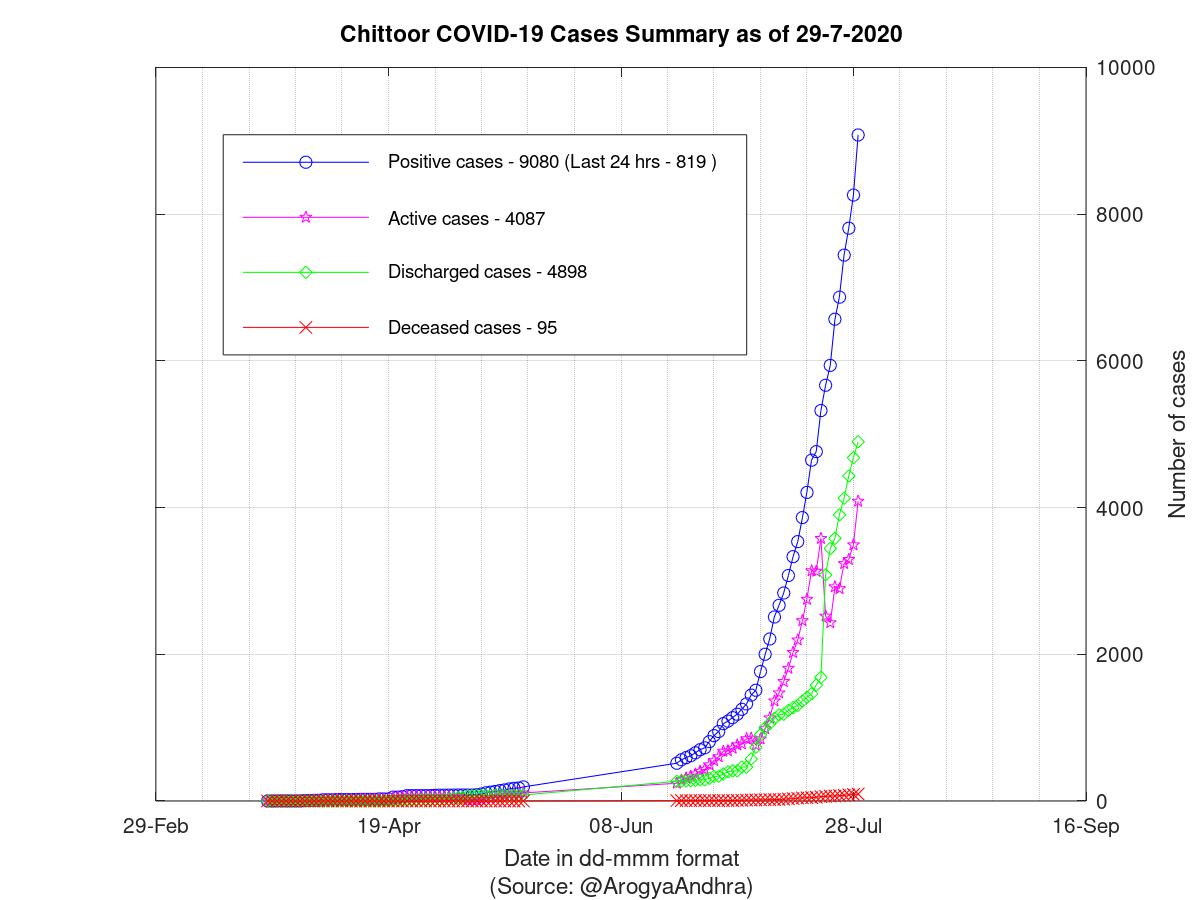 Chittoor COVID-19 Cases Summary as of 29-7-2020
10000
Positive cases - 9080 (Last 24 hrs - 819 )
Active cases - 4087
8000
Discharged cases - 4898
Deceased cases - 95
6000
Number of cases
4000
2000
0
29-Feb 19-Apr 08-Jun 28-Jul 16-Sep
Date in dd-mmm format
(Source: @ArogyaAndhra)